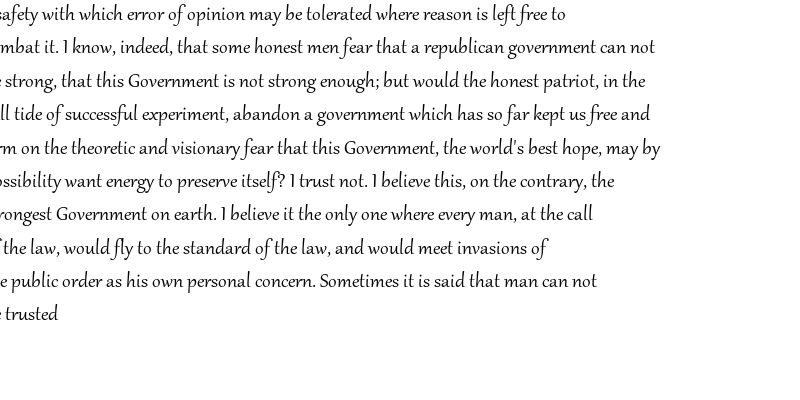 safety with which error of opinion may be tolerated where reason is left free to
it. I know, indeed, that some honest men fear that a republican government can not
strong, that this Government is not strong enough; but would the honest patriot, in the
tide of successful experiment, abandon a government which has so far kept us free and
on the theoretic and visionary fear that this Government, the world's best hope, may by
want energy to preserve itself? I trust not. I believe this, on the contrary, the
Government on earth. I believe it the only one where every man, at the call
the law, would fly to the standard of the law, and would meet invasions of
public order as his own personal concern. Sometimes it is said that man can not
trusted